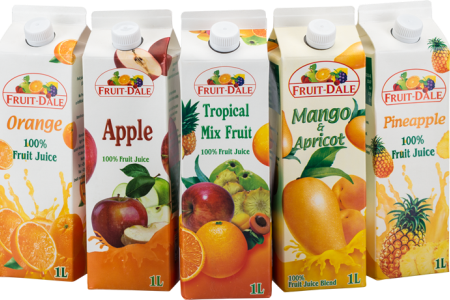 FRUIT-DALE
Orange
100%
Fruit Juice
1L
FRUIT-DALE
Apple
100% Fruit Juice
1L
FRUIT-DALE
Tropical
Mix Fruit
100% Fruit Juice
1L
FRUIT-DALE
Mango
&
Apricot
100%
Fruit Juice Blend
1L
FRUIT-DALE
Pineapple
100%
Fruit Juice
1L